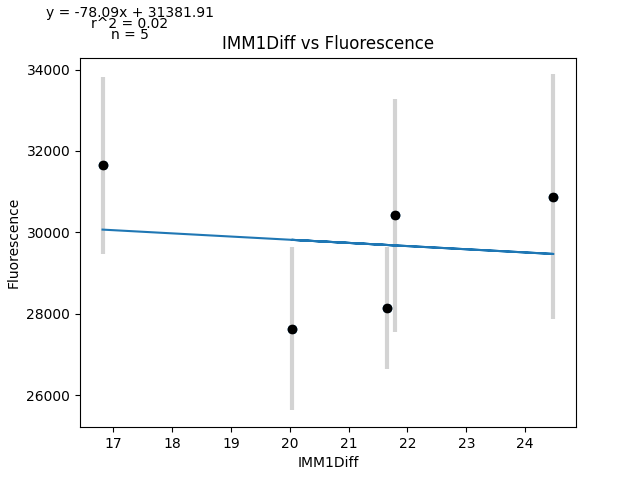 y = -78.09x + 31381.91
r^2 = 0.02
n = 5
IMM1Diff vs Fluorescence
34000
32000
30000
28000
26000
Fluorescence
17 18 19 20 21 22 23 24
IMM1Diff